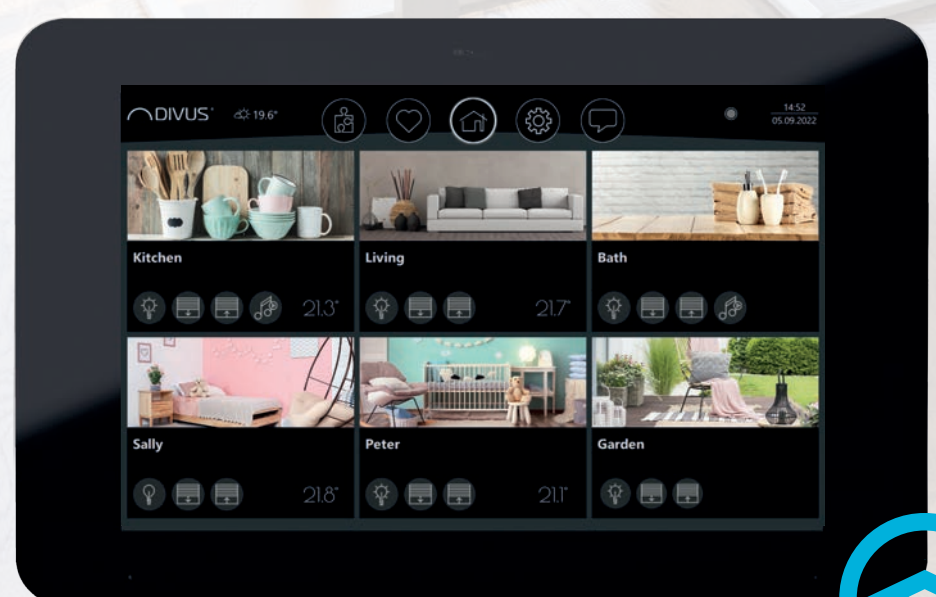 DIVUS®
19.6°
14:52
05.09.2022
Kitchen
21.3°
Living
21.7°
Bath
Sally
21.8°
Peter
21.1°
Garden